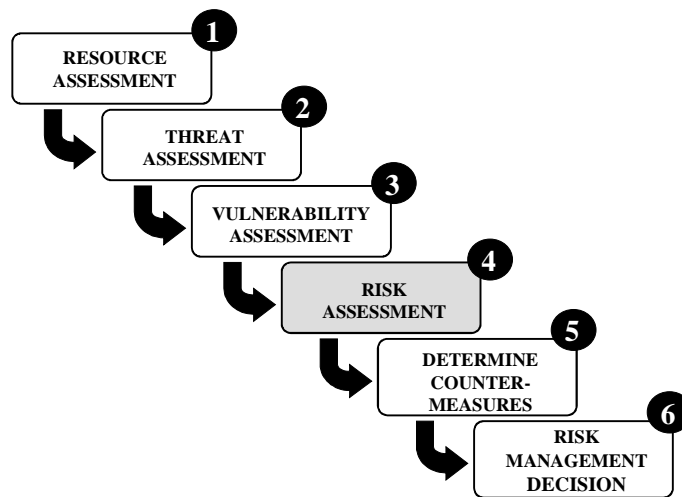 1
RESOURCE
ASSESSMENT
2
THREAT
ASSESSMENT
3
VULNERABILITY
ASSESSMENT
4
RISK
ASSESSMENT
5
DETERMINE
COUNTER-
MEASURES
6
RISK
MANAGEMENT
DECISION